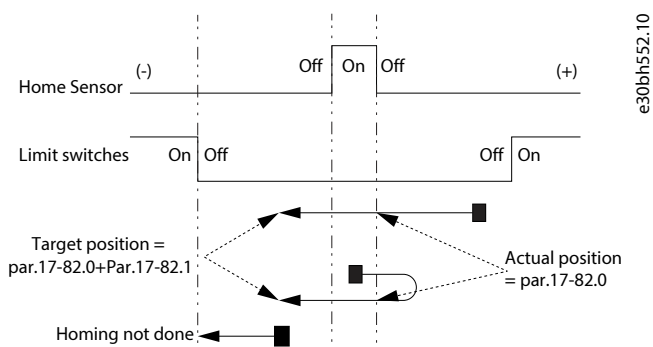 e30bh552.10
(-) Off On Off (+)
Home Sensor
Limit switches On Off Off On
Target position =
par.17-82.0+Par.17-82.1
Actual position
= par.17-82.0
Homing not done